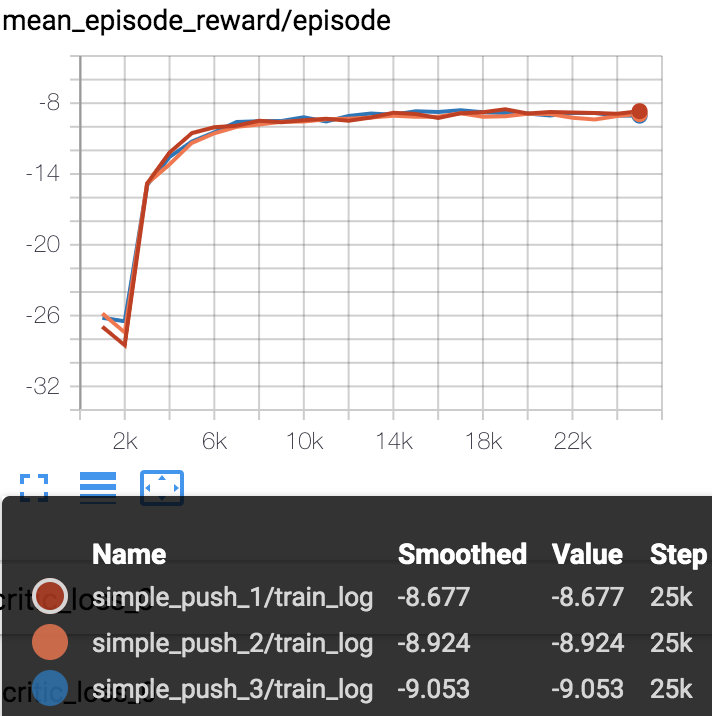 mean_episode_reward/episode
-8
-14
-20
-26
-32
2k 6k 10k 14k 18k 22k
Name Smoothed Value Step
simple_push_1/train_log -8.677 -8.677 25k
simple_push_2/train_log -8.924 -8.924 25k
simple_push_3/train_log -9.053 -9.053 25k